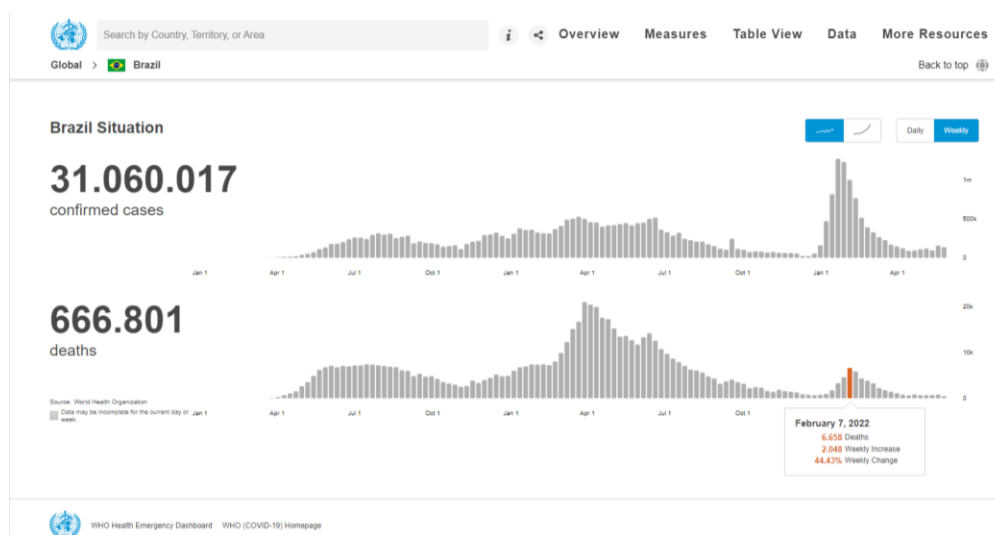 Search by Country, Territory, or Area
i
Overview Measures Table View Data More Resources
Global > Brazil
Back to top
Brazil Situation
Daily Weekly
31.060.017
confirmed cases
1m
500k
0
Jan 1 Apr 1 Jul 1 Oct 1 Jan 1 Apr 1 Jul 1 Oct 1 Jan 1 Apr 1
666.801
deaths
20k
10k
0
Source: World Health Organization
Data may be incomplete for the current day or week.
Jan 1 Apr 1 Jul 1 Oct 1 Jan 1 Apr 1 Jul 1 Oct 1
February 7, 2022
6.658 Deaths
2,048 Weekly Increase
44.43% Weekly Change
WHO Health Emergency Dashboard WHO (COVID-19) Homepage